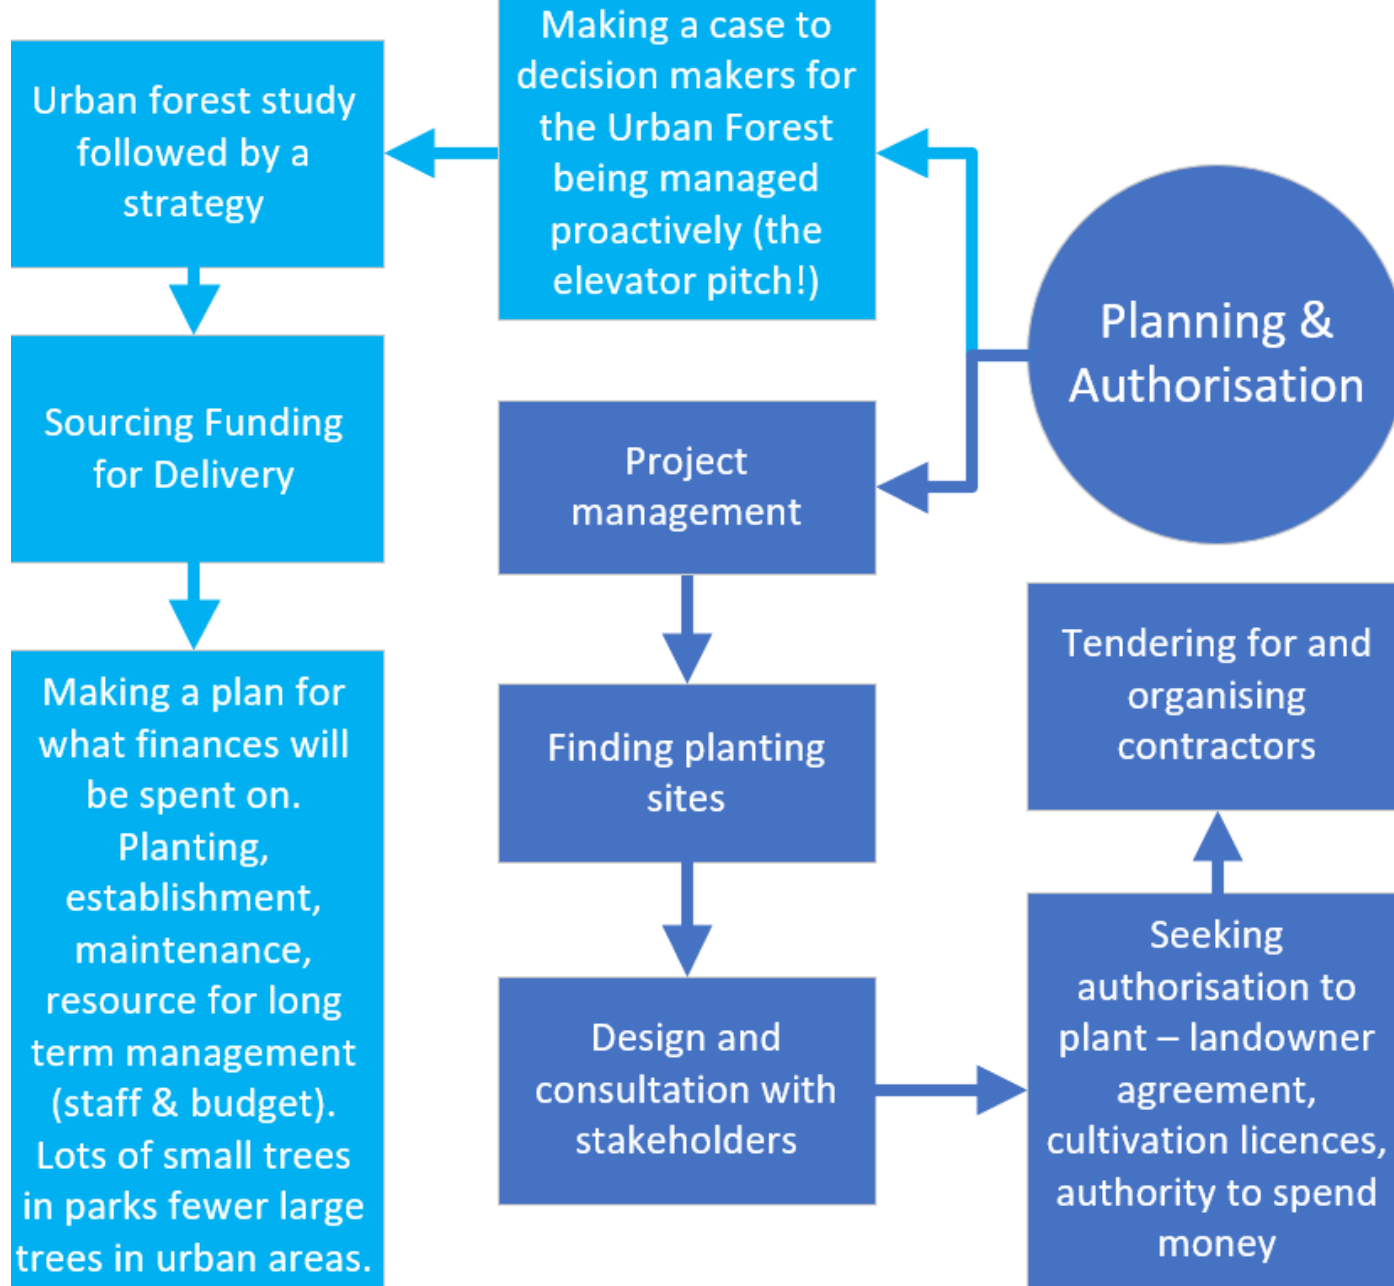 Planning &
Authorisation
Making a case to
decision makers for
the Urban Forest
being managed
proactively (the
elevator pitch!)
Urban forest study
followed by a
strategy
Sourcing Funding
for Delivery
Making a plan for
what finances will
be spent on.
Planting,
establishment,
maintenance,
resource for long
term management
(staff & budget).
Lots of small trees
in parks fewer large
trees in urban areas.
Project
management
Finding planting
sites
Design and
consultation with
stakeholders
Seeking
authorisation to
plant – landowner
agreement,
cultivation licences,
authority to spend
money
Tendering for and
organising
contractors